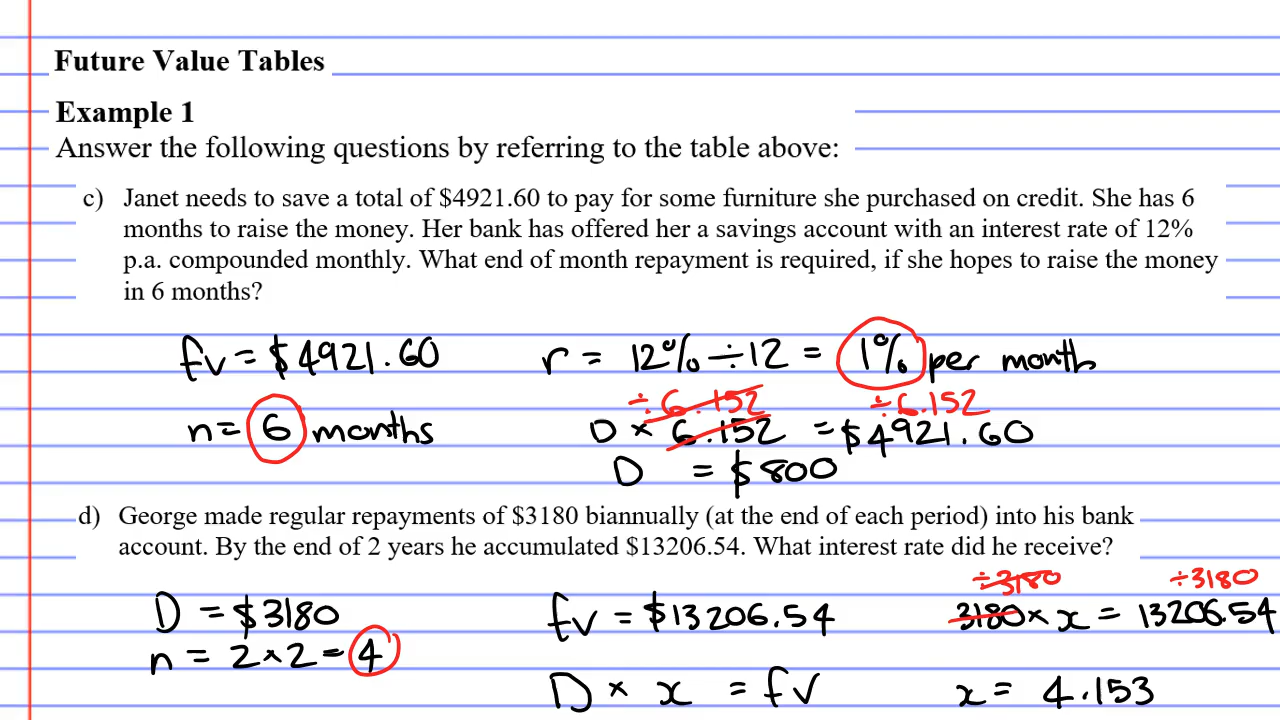 Future Value Tables
Example 1
Answer the following questions by referring to the table above:
c) Janet needs to save a total of $4921.60 to pay for some furniture she purchased on credit. She has 6
months to raise the money. Her bank has offered her a savings account with an interest rate of 12%
p.a. compounded monthly. What end of month repayment is required, if she hopes to raise the money
in 6 months?
fv = $4921.60 r = 12% ÷ 12 = 1% per month
÷ 6.152 ÷ 6.152
n = 6 months D × 6.152 = $4921.60
D = $800
d) George made regular repayments of $3180 biannually (at the end of each period) into his bank
account. By the end of 2 years he accumulated $13206.54. What interest rate did he receive?
÷ 3180 ÷ 3180
D = $3180 fv = $13206.54 3180 × x = 13206.54
n = 2 × 2 = 4
D × x = fv x = 4.153